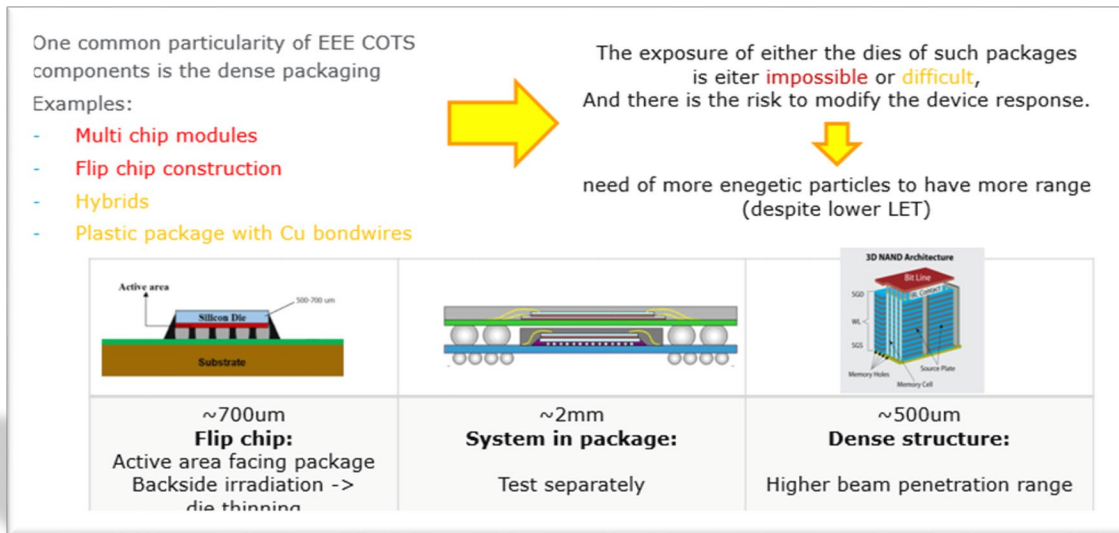 One common particularity of EEE COTS
components is the dense packaging
Examples:
- Multi chip modules
- Flip chip construction
- Hybrids
- Plastic package with Cu bondwires
The exposure of either the dies of such packages
is eiter impossible or difficult,
And there is the risk to modify the device response.
need of more enegetic particles to have more range
(despite lower LET)
Active area
500-700 um
Silicon Die
Substrate
3D NAND Architecture
Bit Line
BL Contact
SGD
WL
SGS
Memory Holes
Memory Cell
Source Plate
~700um
Flip chip:
Active area facing package
Backside irradiation ->
die thinning
~2mm
System in package:
Test separately
~500um
Dense structure:
Higher beam penetration range